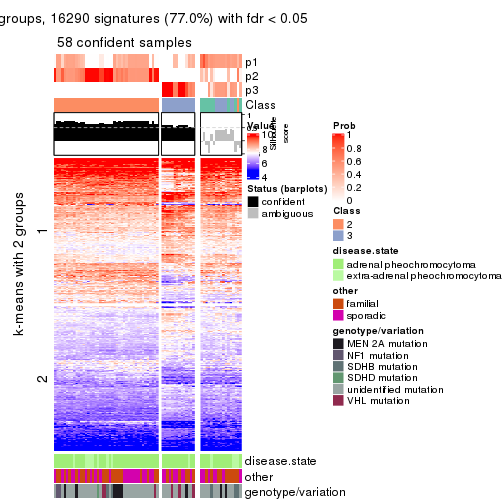 groups, 16290 signatures (77.0%) with fdr < 0.05
58 confident samples
p1
p2
p3
Class
1
0.5
0
Silhouette
score
Value
10
8
6
4
Status (barplots)
confident
ambiguous
Prob
1
0.8
0.6
0.4
0.2
0
Class
2
3
disease.state
adrenal pheochromocytoma
extra-adrenal pheochromocytoma
other
familial
sporadic
genotype/variation
MEN 2A mutation
NF1 mutation
SDHB mutation
SDHD mutation
unidentified mutation
VHL mutation
k-means with 2 groups
1
2
disease.state
other
genotype/variation